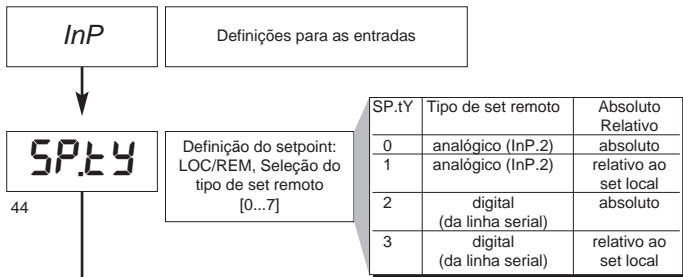 InP
Definições para as entradas
SP.tY
44
Definição do setpoint:
LOC/REM, Seleção do
tipo de set remoto
[0...7]
SP.tY Tipo de set remoto Absoluto
Relativo
0 analógico (InP.2) absoluto
1 analógico (InP.2) relativo ao
set local
2 digital absoluto
(da linha serial)
3 digital relativo ao
(da linha serial) set local